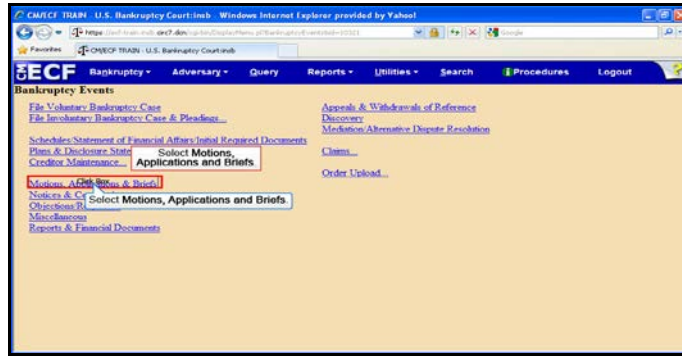 CM/ECF TRAIN - U.S. Bankruptcy Court:insb - Windows Internet Explorer provided by Yahoo!
Google
Favorites CM/ECF TRAIN - U.S. Bankruptcy Court:insb
ECF Bankruptcy Adversary Query Reports Utilities Search Procedures Logout
Bankruptcy Events
File Voluntary Bankruptcy Case
File Involuntary Bankruptcy Case & Pleadings...
Schedules/Statement of Financial Affairs/Initial Required Documents
Plans & Disclosure State
Creditor Maintenance...
Select Motions,
Applications and Briefs.
Motions, Applications & Briefs
Click Box
Select Motions, Applications and Briefs.
Notices &
Objections/
Miscellaneous
Reports & Financial Documents
Appeals & Withdrawals of Reference
Discovery
Mediation/Alternative Dispute Resolution
Claims...
Order Upload...